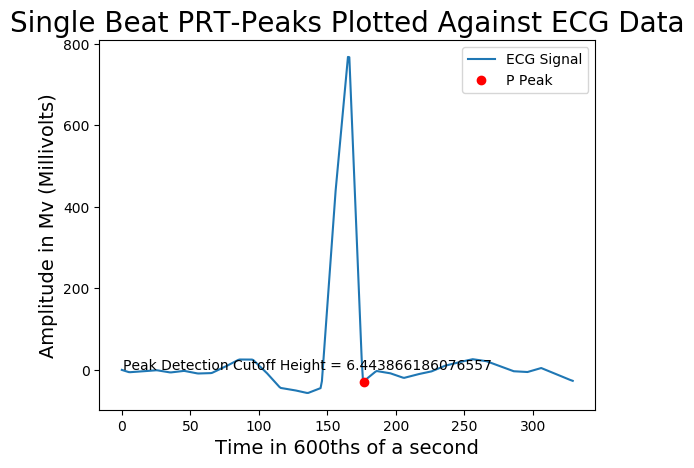 Single Beat PRT-Peaks Plotted Against ECG Data
800
600
400
200
0
Amplitude in Mv (Millivolts)
ECG Signal
P Peak
Peak Detection Cutoff Height = 6.443866186076557
0 50 100 150 200 250 300
Time in 600ths of a second